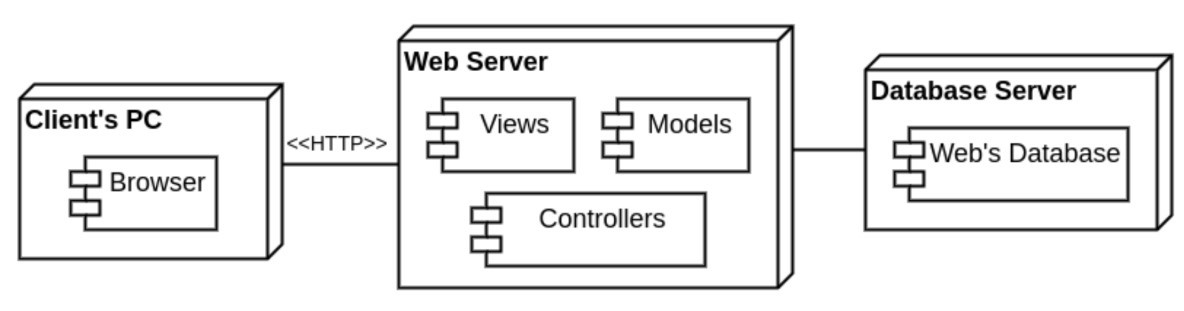 Client's PC
Browser
<<HTTP>>
Web Server
Views
Models
Controllers
Database Server
Web's Database